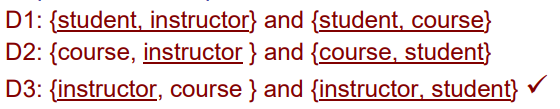 D1: {student, instructor} and {student, course}
D2: {course, instructor } and {course, student}
D3: {instructor, course } and {instructor, student} ✓